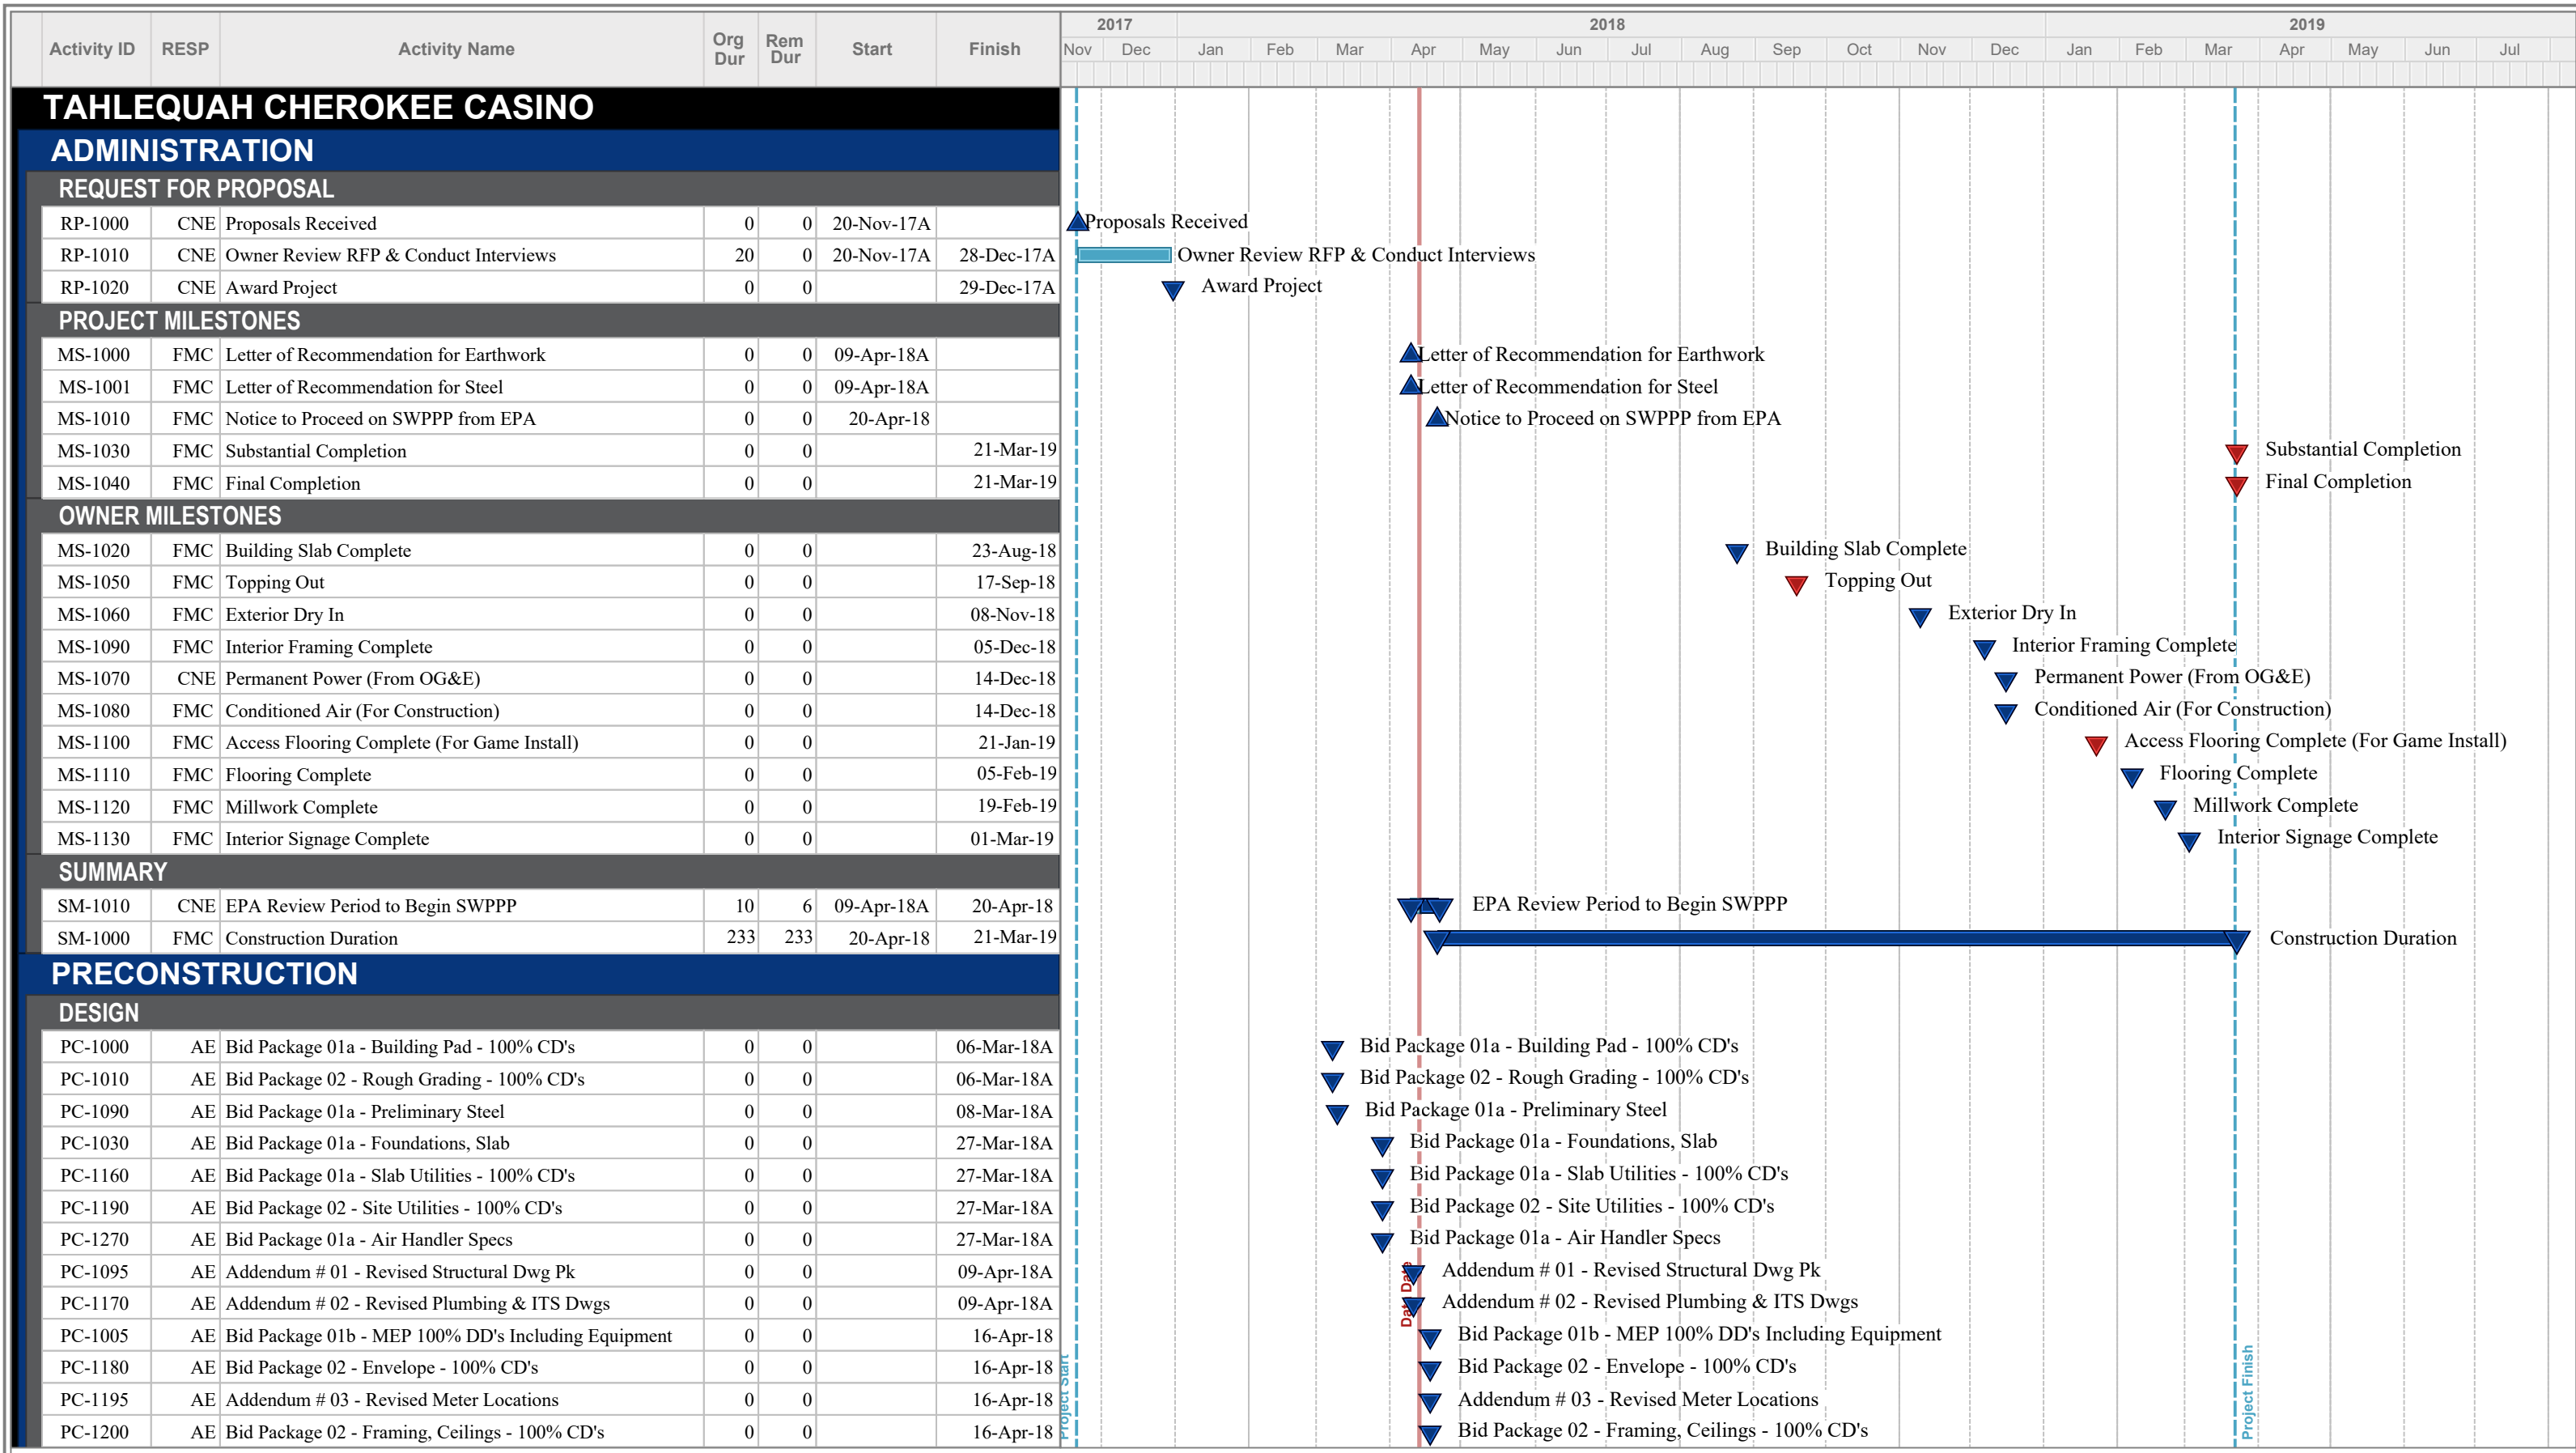 2017 2018 2019
Activity ID RESP Activity Name Org Dur Rem Dur Start Finish Nov Dec Jan Feb Mar Apr May Jun Jul Aug Sep Oct Nov Dec Jan Feb Mar Apr May Jun Jul
TAHLEQUAH CHEROKEE CASINO
ADMINISTRATION
REQUEST FOR PROPOSAL
RP-1000 CNE Proposals Received 0 0 20-Nov-17A Proposals Received
RP-1010 CNE Owner Review RFP & Conduct Interviews 20 0 20-Nov-17A 28-Dec-17A Owner Review RFP & Conduct Interviews
RP-1020 CNE Award Project 0 0 29-Dec-17A Award Project
PROJECT MILESTONES
MS-1000 FMC Letter of Recommendation for Earthwork 0 0 09-Apr-18A Letter of Recommendation for Earthwork
MS-1001 FMC Letter of Recommendation for Steel 0 0 09-Apr-18A Letter of Recommendation for Steel
MS-1010 FMC Notice to Proceed on SWPPP from EPA 0 0 20-Apr-18 Notice to Proceed on SWPPP from EPA
MS-1030 FMC Substantial Completion 0 0 21-Mar-19 Substantial Completion
MS-1040 FMC Final Completion 0 0 21-Mar-19 Final Completion
OWNER MILESTONES
MS-1020 FMC Building Slab Complete 0 0 23-Aug-18 Building Slab Complete
MS-1050 FMC Topping Out 0 0 17-Sep-18 Topping Out
MS-1060 FMC Exterior Dry In 0 0 08-Nov-18 Exterior Dry In
MS-1090 FMC Interior Framing Complete 0 0 05-Dec-18 Interior Framing Complete
MS-1070 CNE Permanent Power (From OG&E) 0 0 14-Dec-18 Permanent Power (From OG&E)
MS-1080 FMC Conditioned Air (For Construction) 0 0 14-Dec-18 Conditioned Air (For Construction)
MS-1100 FMC Access Flooring Complete (For Game Install) 0 0 21-Jan-19 Access Flooring Complete (For Game Install)
MS-1110 FMC Flooring Complete 0 0 05-Feb-19 Flooring Complete
MS-1120 FMC Millwork Complete 0 0 19-Feb-19 Millwork Complete
MS-1130 FMC Interior Signage Complete 0 0 01-Mar-19 Interior Signage Complete
SUMMARY
SM-1010 CNE EPA Review Period to Begin SWPPP 10 6 09-Apr-18A 20-Apr-18 EPA Review Period to Begin SWPPP
SM-1000 FMC Construction Duration 233 233 20-Apr-18 21-Mar-19 Construction Duration
PRECONSTRUCTION
DESIGN
PC-1000 AE Bid Package 01a - Building Pad - 100% CD's 0 0 06-Mar-18A Bid Package 01a - Building Pad - 100% CD's
PC-1010 AE Bid Package 02 - Rough Grading - 100% CD's 0 0 06-Mar-18A Bid Package 02 - Rough Grading - 100% CD's
PC-1090 AE Bid Package 01a - Preliminary Steel 0 0 08-Mar-18A Bid Package 01a - Preliminary Steel
PC-1030 AE Bid Package 01a - Foundations, Slab 0 0 27-Mar-18A Bid Package 01a - Foundations, Slab
PC-1160 AE Bid Package 01a - Slab Utilities - 100% CD's 0 0 27-Mar-18A Bid Package 01a - Slab Utilities - 100% CD's
PC-1190 AE Bid Package 02 - Site Utilities - 100% CD's 0 0 27-Mar-18A Bid Package 02 - Site Utilities - 100% CD's
PC-1270 AE Bid Package 01a - Air Handler Specs 0 0 27-Mar-18A Bid Package 01a - Air Handler Specs
PC-1095 AE Addendum # 01 - Revised Structural Dwg Pk 0 0 09-Apr-18A Addendum # 01 - Revised Structural Dwg Pk
PC-1170 AE Addendum # 02 - Revised Plumbing & ITS Dwgs 0 0 09-Apr-18A Addendum # 02 - Revised Plumbing & ITS Dwgs
PC-1005 AE Bid Package 01b - MEP 100% DD's Including Equipment 0 0 16-Apr-18 Bid Package 01b - MEP 100% DD's Including Equipment
PC-1180 AE Bid Package 02 - Envelope - 100% CD's 0 0 16-Apr-18 Bid Package 02 - Envelope - 100% CD's
PC-1195 AE Addendum # 03 - Revised Meter Locations 0 0 16-Apr-18 Addendum # 03 - Revised Meter Locations
PC-1200 AE Bid Package 02 - Framing, Ceilings - 100% CD's 0 0 16-Apr-18 Bid Package 02 - Framing, Ceilings - 100% CD's
Project Start
Data Date
Project Finish